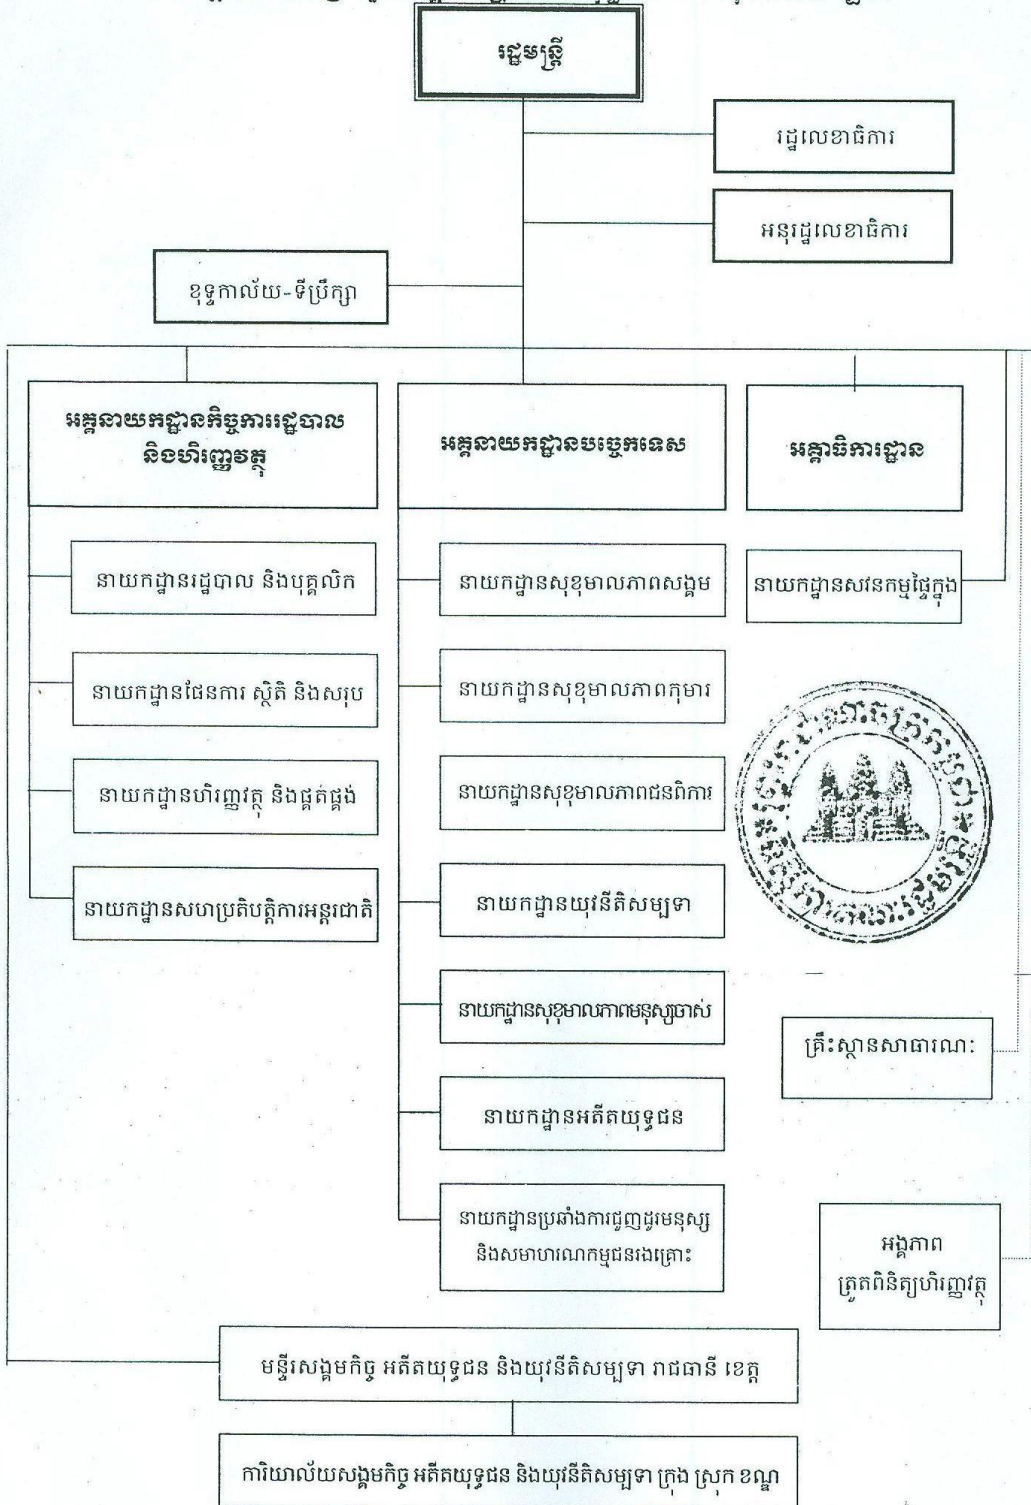 រដ្ឋមន្ត្រី
រដ្ឋលេខាធិការ
អនុរដ្ឋលេខាធិការ
ខុទ្ទកាល័យ-ទីប្រឹក្សា
អគ្គនាយកដ្ឋានកិច្ចការរដ្ឋបាល
និងហិរញ្ញវត្ថុ
អគ្គនាយកដ្ឋានបច្ចេកទេស
អគ្គាធិការដ្ឋាន
នាយកដ្ឋានរដ្ឋបាល និងបុគ្គលិក
នាយកដ្ឋានផែនការ ស្ថិតិ និងសរុប
នាយកដ្ឋានហិរញ្ញវត្ថុ និងផ្គត់ផ្គង់
នាយកដ្ឋានសហប្រតិបត្តិការអន្តរជាតិ
នាយកដ្ឋានសុខុមាលភាពសង្គម
នាយកដ្ឋានសុខុមាលភាពកុមារ
នាយកដ្ឋានសុខុមាលភាពជនពិការ
នាយកដ្ឋានយុវនីតិសម្បទា
នាយកដ្ឋានសុខុមាលភាពមនុស្សចាស់
នាយកដ្ឋានអតីតយុទ្ធជន
នាយកដ្ឋានប្រឆាំងការជួញដូរមនុស្ស
និងសមាហរណកម្មជនរងគ្រោះ
នាយកដ្ឋានសវនកម្មផ្ទៃក្នុង
គ្រឹះស្ថានសាធារណៈ
អង្គភាព
ត្រួតពិនិត្យហិរញ្ញវត្ថុ
មន្ទីរសង្គមកិច្ច អតីតយុទ្ធជន និងយុវនីតិសម្បទា រាជធានី ខេត្ត
ការិយាល័យសង្គមកិច្ច អតីតយុទ្ធជន និងយុវនីតិសម្បទា ក្រុង ស្រុក ខណ្ឌ